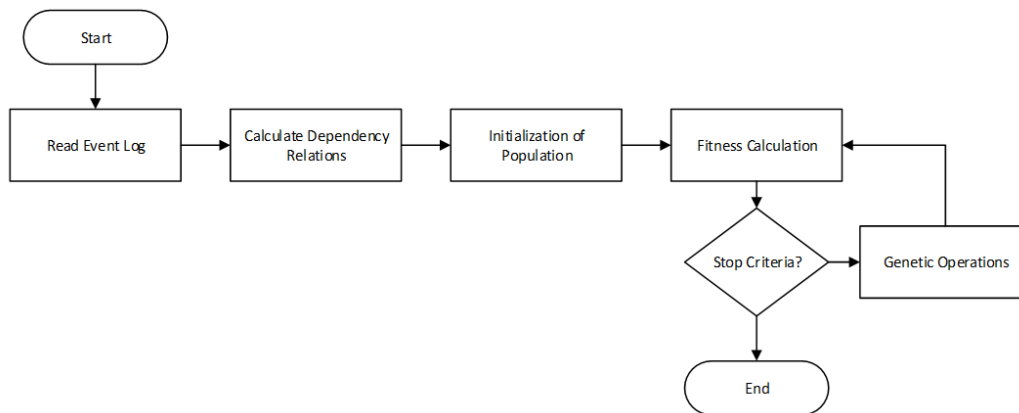 Start
Read Event Log
Calculate Dependency
Relations
Initialization of
Population
Fitness Calculation
Stop Criteria?
Genetic Operations
End